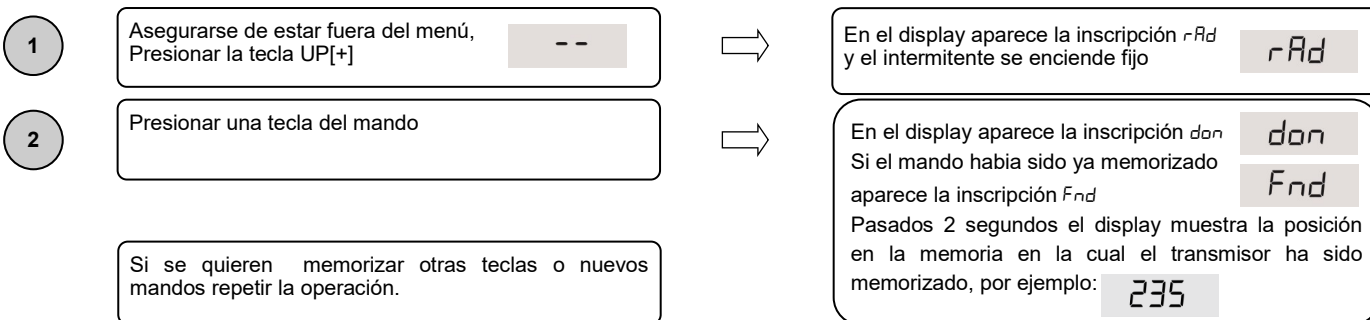 1
Asegurarse de estar fuera del menú,
Presionar la tecla UP[+]
--
En el display aparece la inscripción rAd
y el intermitente se enciende fijo
rAd
2
Presionar una tecla del mando
En el display aparece la inscripción don
don
Si el mando habia sido ya memorizado
aparece la inscripción Fnd
Fnd
Pasados 2 segundos el display muestra la posición
en la memoria en la cual el transmisor ha sido
memorizado, por ejemplo:
235
Si se quieren memorizar otras teclas o nuevos
mandos repetir la operación.